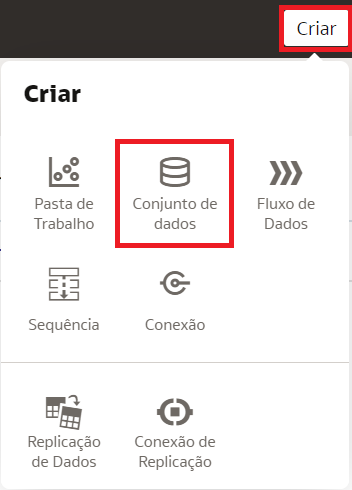 Criar
Criar
Pasta de
Trabalho
Conjunto de
dados
Fluxo de
Dados
Sequência
Conexão
Replicação
de Dados
Conexão de
Replicação